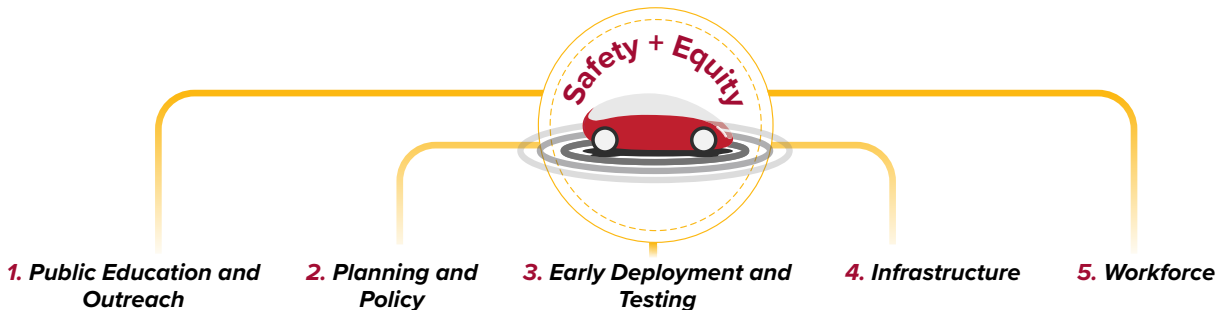 Safety + Equity
1. Public Education and
Outreach
2. Planning and
Policy
3. Early Deployment and
Testing
4. Infrastructure
5. Workforce